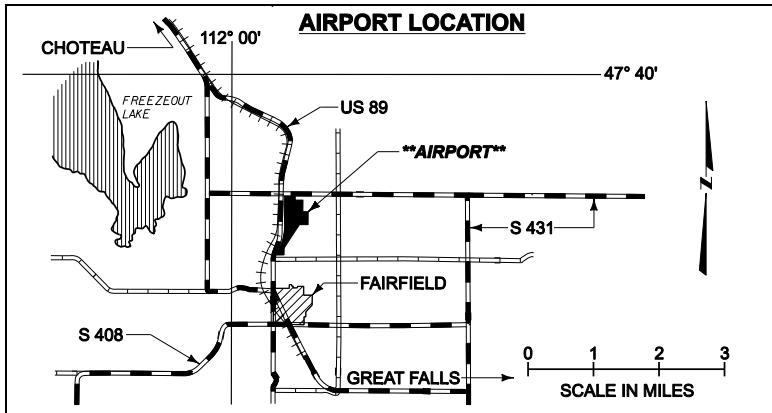 AIRPORT LOCATION
CHOTEAU
112° 00'
47° 40'
FREEZEOUT
LAKE
US 89
**AIRPORT**
N
S 431
FAIRFIELD
S 408
GREAT FALLS
0 1 2 3
SCALE IN MILES